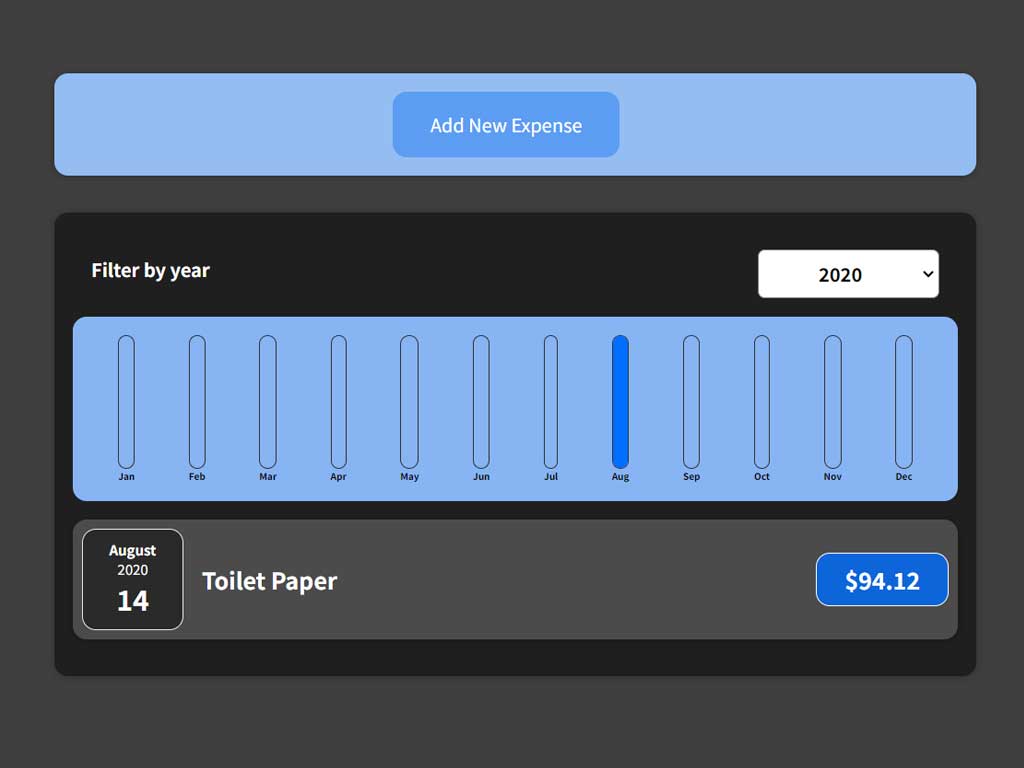 Add New Expense
Filter by year
2020
Jan Feb Mar Apr May Jun Jul Aug Sep Oct Nov Dec
August
2020
14
Toilet Paper
$94.12